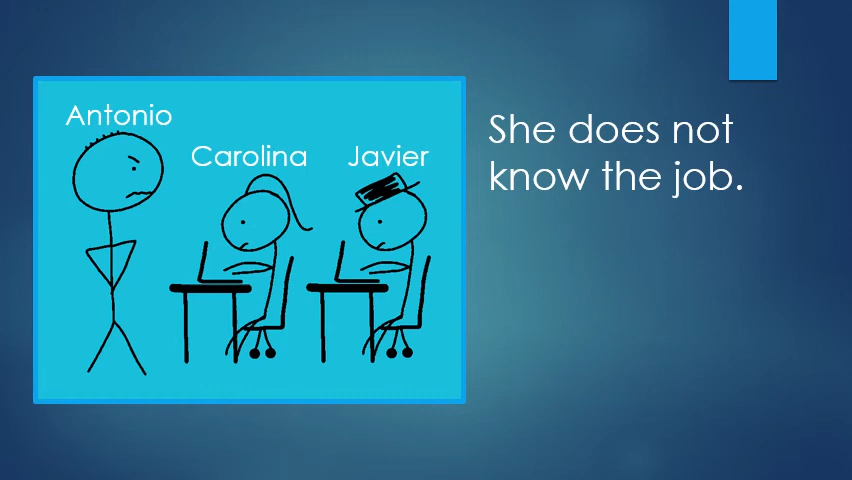 Antonio
Carolina
Javier
She does not
know the job.